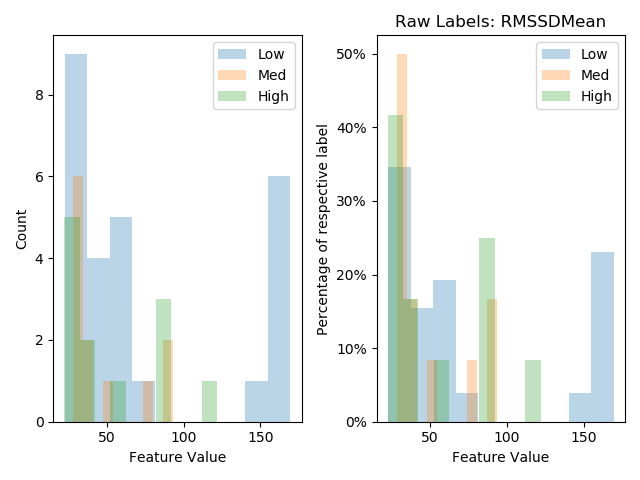 Raw Labels: RMSSDMean
Count
8
6
4
2
0
50
100
150
Feature Value
Low
Med
High
Percentage of respective label
50%
40%
30%
20%
10%
0%
50
100
150
Feature Value
Low
Med
High